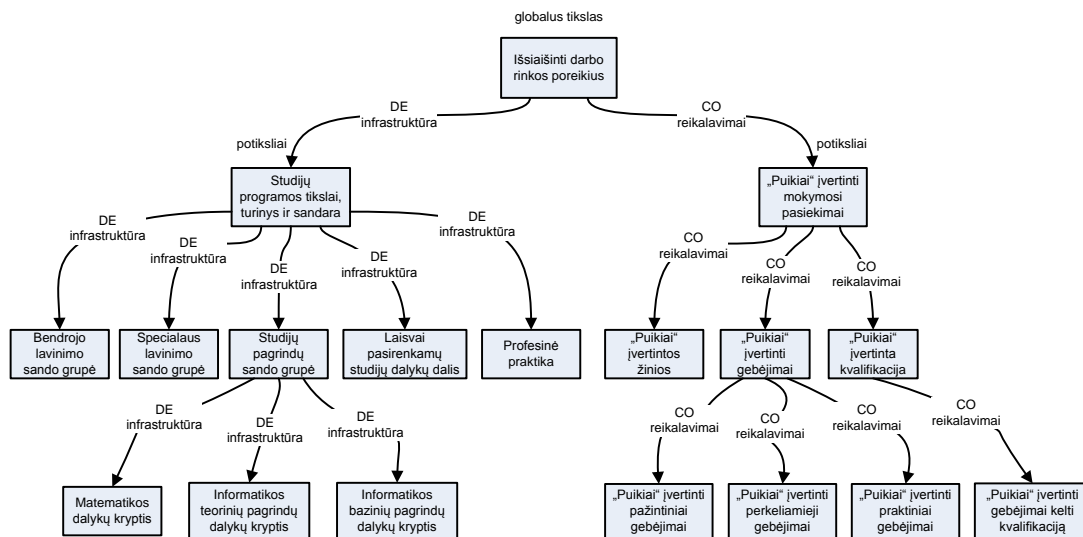 globalus tikslas
Išsiaišinti darbo
rinkos poreikius
DE
infrastruktūra
CO
reikalavimai
potiksliai
potiksliai
Studijų
programos tikslai,
turinys ir sandara
„Puikiai“ įvertinti
mokymosi
pasiekimai
DE
infrastruktūra
DE
infrastruktūra
DE
infrastruktūra
DE
infrastruktūra
DE
infrastruktūra
CO
reikalavimai
CO
reikalavimai
CO
reikalavimai
Bendrojo
lavinimo
sando grupė
Specialaus
lavinimo
sando grupė
Studijų
pagrindų
sando grupė
Laisvai
pasirenkamų
studijų dalykų dalis
Profesinė
praktika
„Puikiai“
įvertintos
žinios
„Puikiai“
įvertinti
gebėjimai
„Puikiai“
įvertinta
kvalifikacija
DE
infrastruktūra
DE
infrastruktūra
DE
infrastruktūra
CO
reikalavimai
CO
reikalavimai
CO
reikalavimai
CO
reikalavimai
Matematikos
dalykų kryptis
Informatikos
teorinių pagrindų
dalykų kryptis
Informatikos
bazinių pagrindų
dalykų kryptis
„Puikiai“ įvertinti
pažintiniai
gebėjimai
„Puikiai“ įvertinti
perkeliamieji
gebėjimai
„Puikiai“ įvertinti
praktiniai
gebėjimai
„Puikiai“ įvertinti
gebėjimai kelti
kvalifikaciją